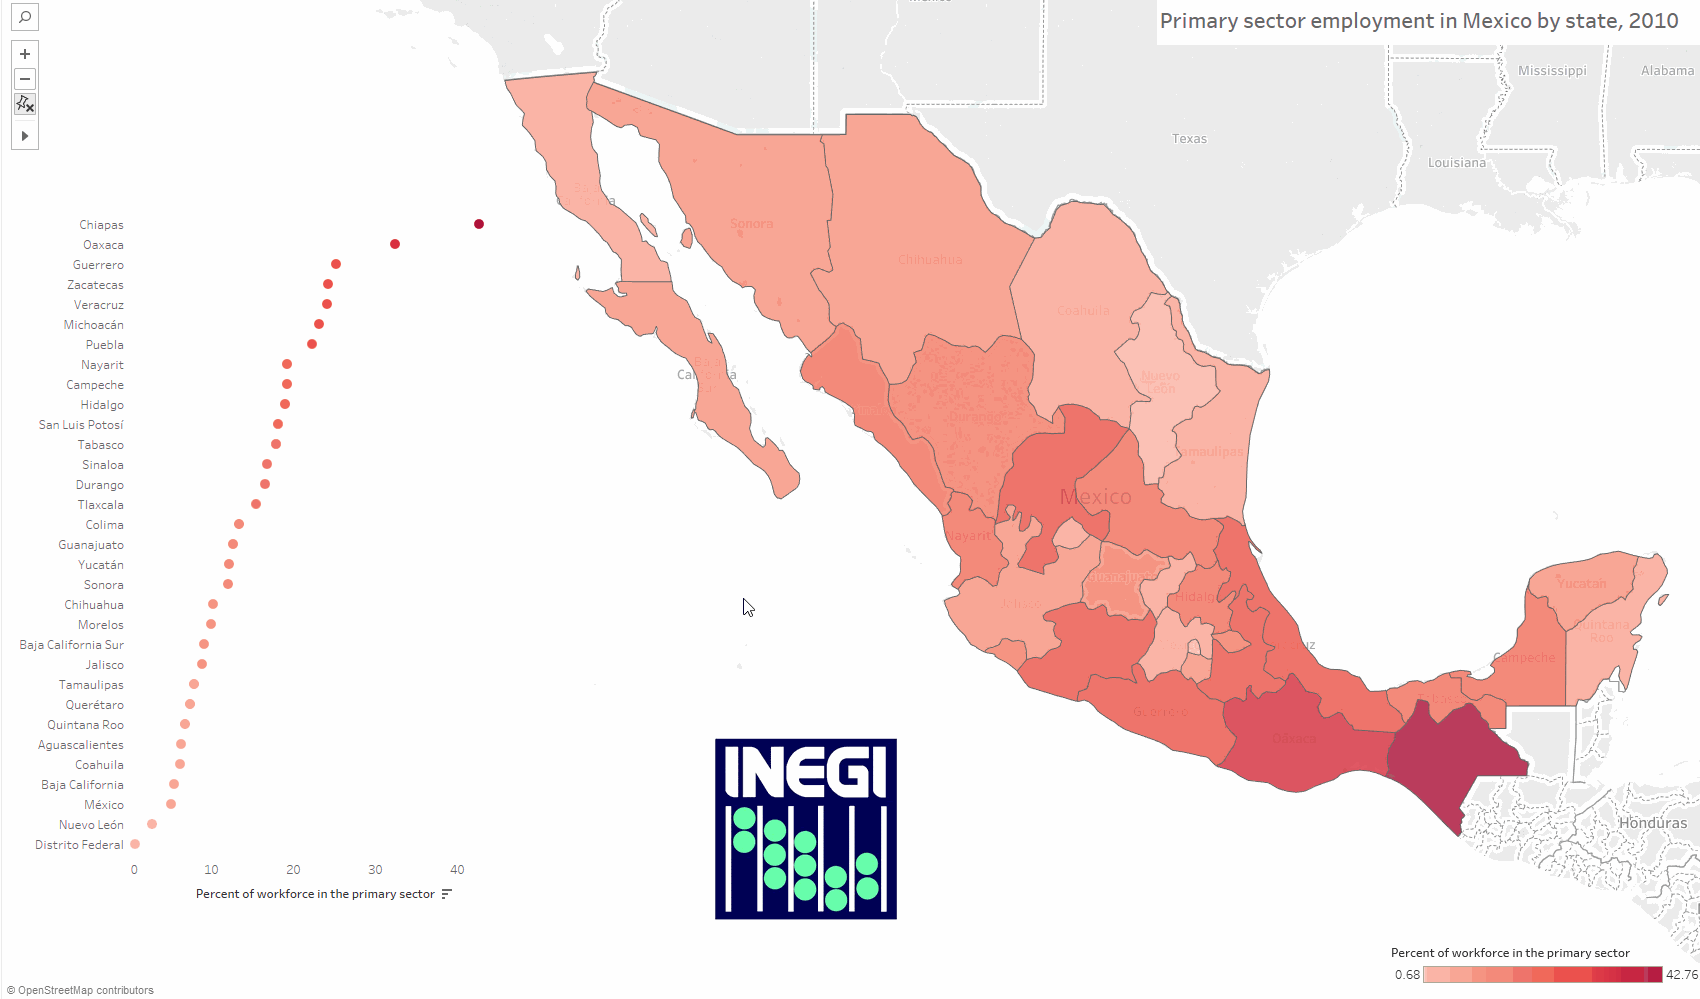 Mexico
Primary sector employment in Mexico by state, 2010
Mississippi
Alabama
Texas
Louisiana
Sonora
Chihuahua
Coahuila
Nuevo
León
Durango
Mexico
Nayarit
Guanajuato
Hidalgo
Jalisco
Guerrero
Oaxaca
Campeche
Yucatán
Quintana
Roo
Honduras
Chiapas
Oaxaca
Guerrero
Zacatecas
Veracruz
Michoacán
Puebla
Nayarit
Campeche
Hidalgo
San Luis Potosí
Tabasco
Sinaloa
Durango
Tlaxcala
Colima
Guanajuato
Yucatán
Sonora
Chihuahua
Morelos
Baja California Sur
Jalisco
Tamaulipas
Querétaro
Quintana Roo
Aguascalientes
Coahuila
Baja California
México
Nuevo León
Distrito Federal
0 10 20 30 40
Percent of workforce in the primary sector
INEGI
Percent of workforce in the primary sector
0.68 42.76
© OpenStreetMap contributors